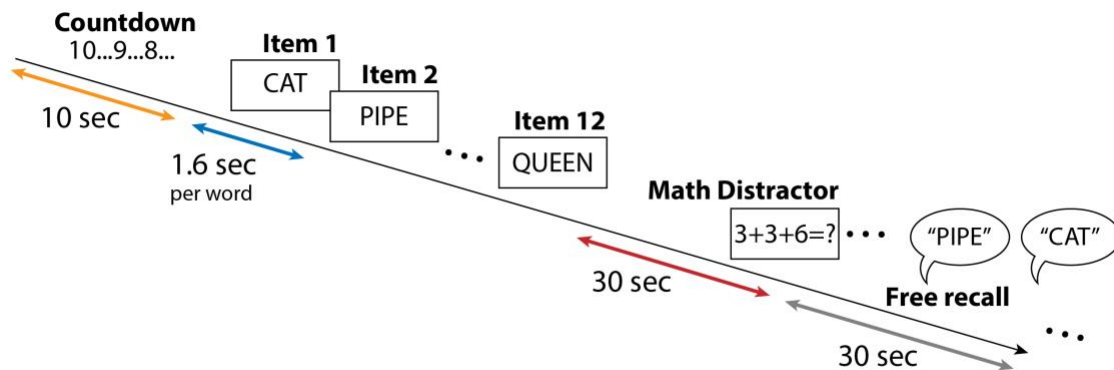 Countdown
10...9...8...
10 sec
1.6 sec
per word
Item 1
CAT
Item 2
PIPE
Item 12
QUEEN
30 sec
Math Distractor
3+3+6=?
"PIPE"
"CAT"
Free recall
30 sec